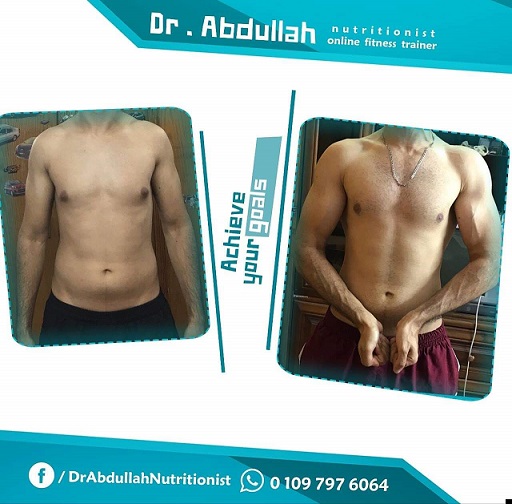 Dr . Abdullah
nutritionist
online fitness trainer
Achieve
your goals
/DrAbdullahNutritionist
0 109 797 6064